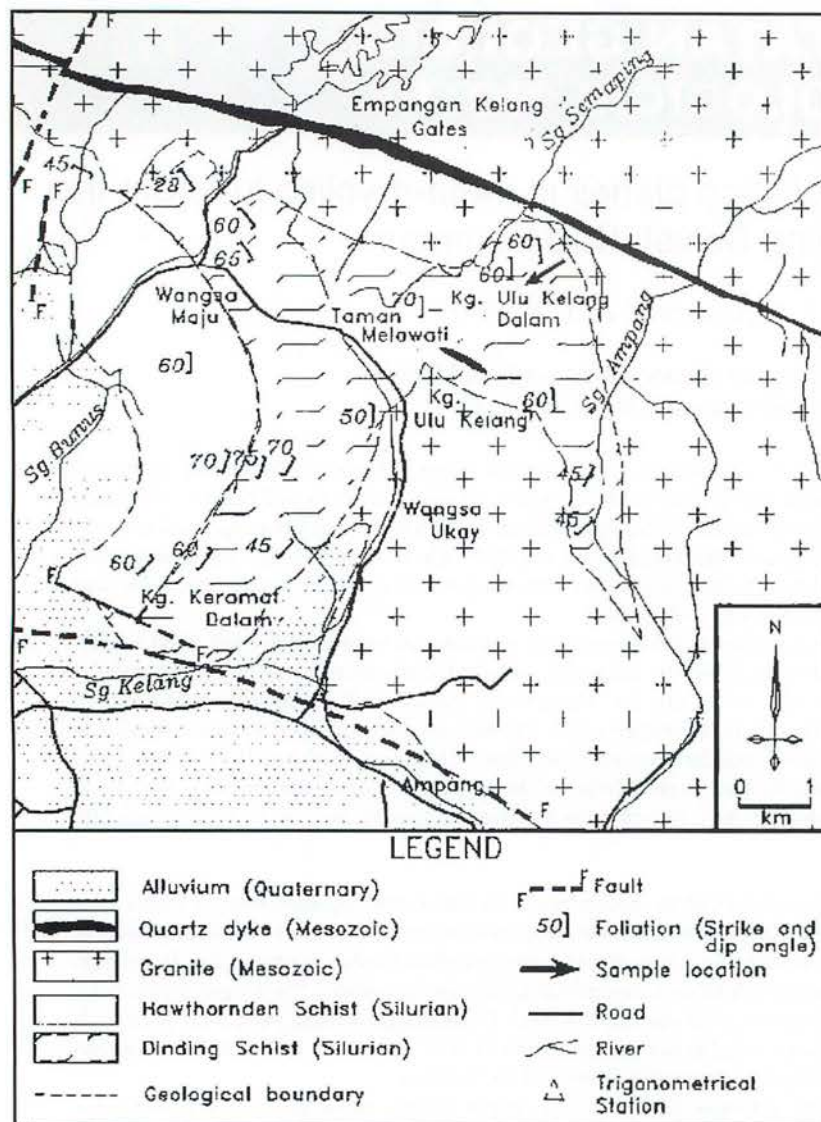 F
Empangan Kelang
Gates
Sg Semaping
F
45
F
28
60
65
60
60
F
Wangsa
Maju
Taman
Melawati
70]
Kg. Ulu Kelang
Dalam
Sg Ampang
60]
Sg Bunus
50]
Kg.
Ulu Kelang
60]
70] 75 70
45
45
Wangsa
Ukay
60 60 45
F
Kg. Keramat
Dalam
F
F
Sg Kelang
Ampang
F
N
0 1
km
LEGEND
Alluvium (Quaternary)
Quartz dyke (Mesozoic)
Granite (Mesozoic)
Hawthornden Schist (Silurian)
Dinding Schist (Silurian)
Geological boundary
F F Fault
50] Foliation (Strike and
dip angle)
Sample location
Road
River
Trigonometrical
Station